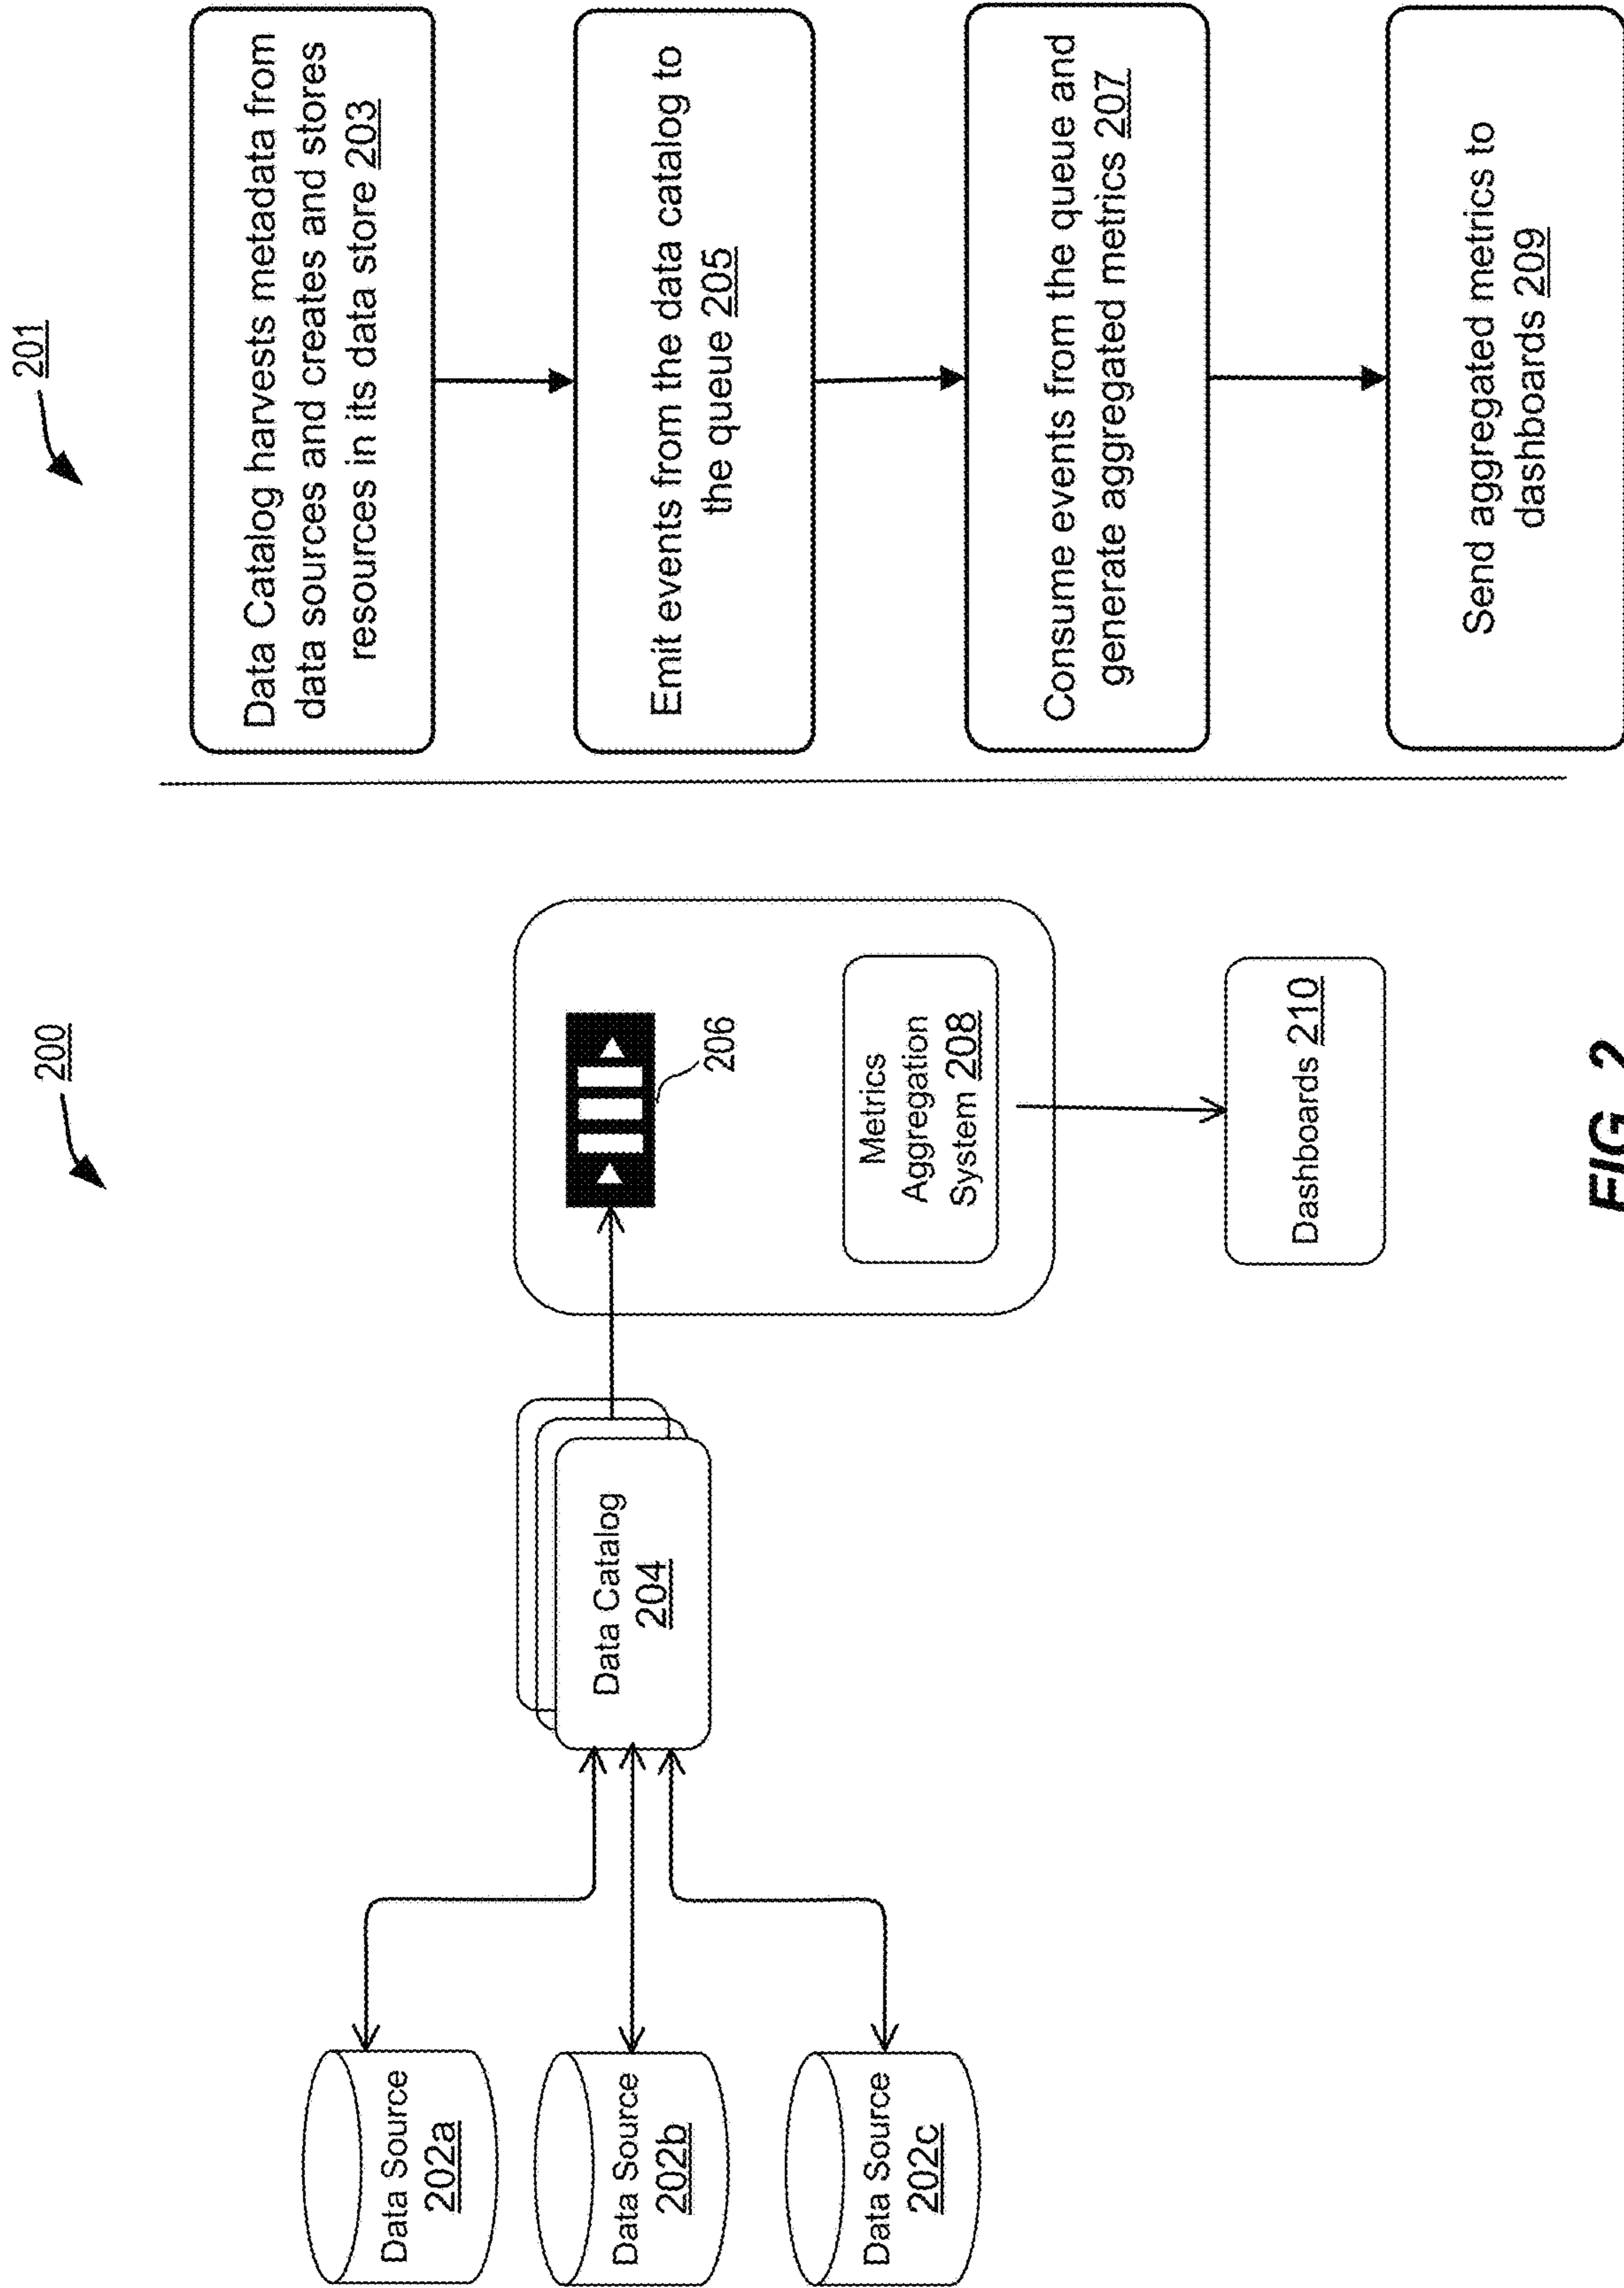 200
Data Source
202a
Data Source
202b
Data Source
202c
Data Catalog
204
206
Metrics
Aggregation
System 208
Dashboards 210
201
Data Catalog harvests metadata from
data sources and creates and stores
resources in its data store 203
Emit events from the data catalog to
the queue 205
Consume events from the queue and
generate aggregated metrics 207
Send aggregated metrics to
dashboards 209
FIG. 2